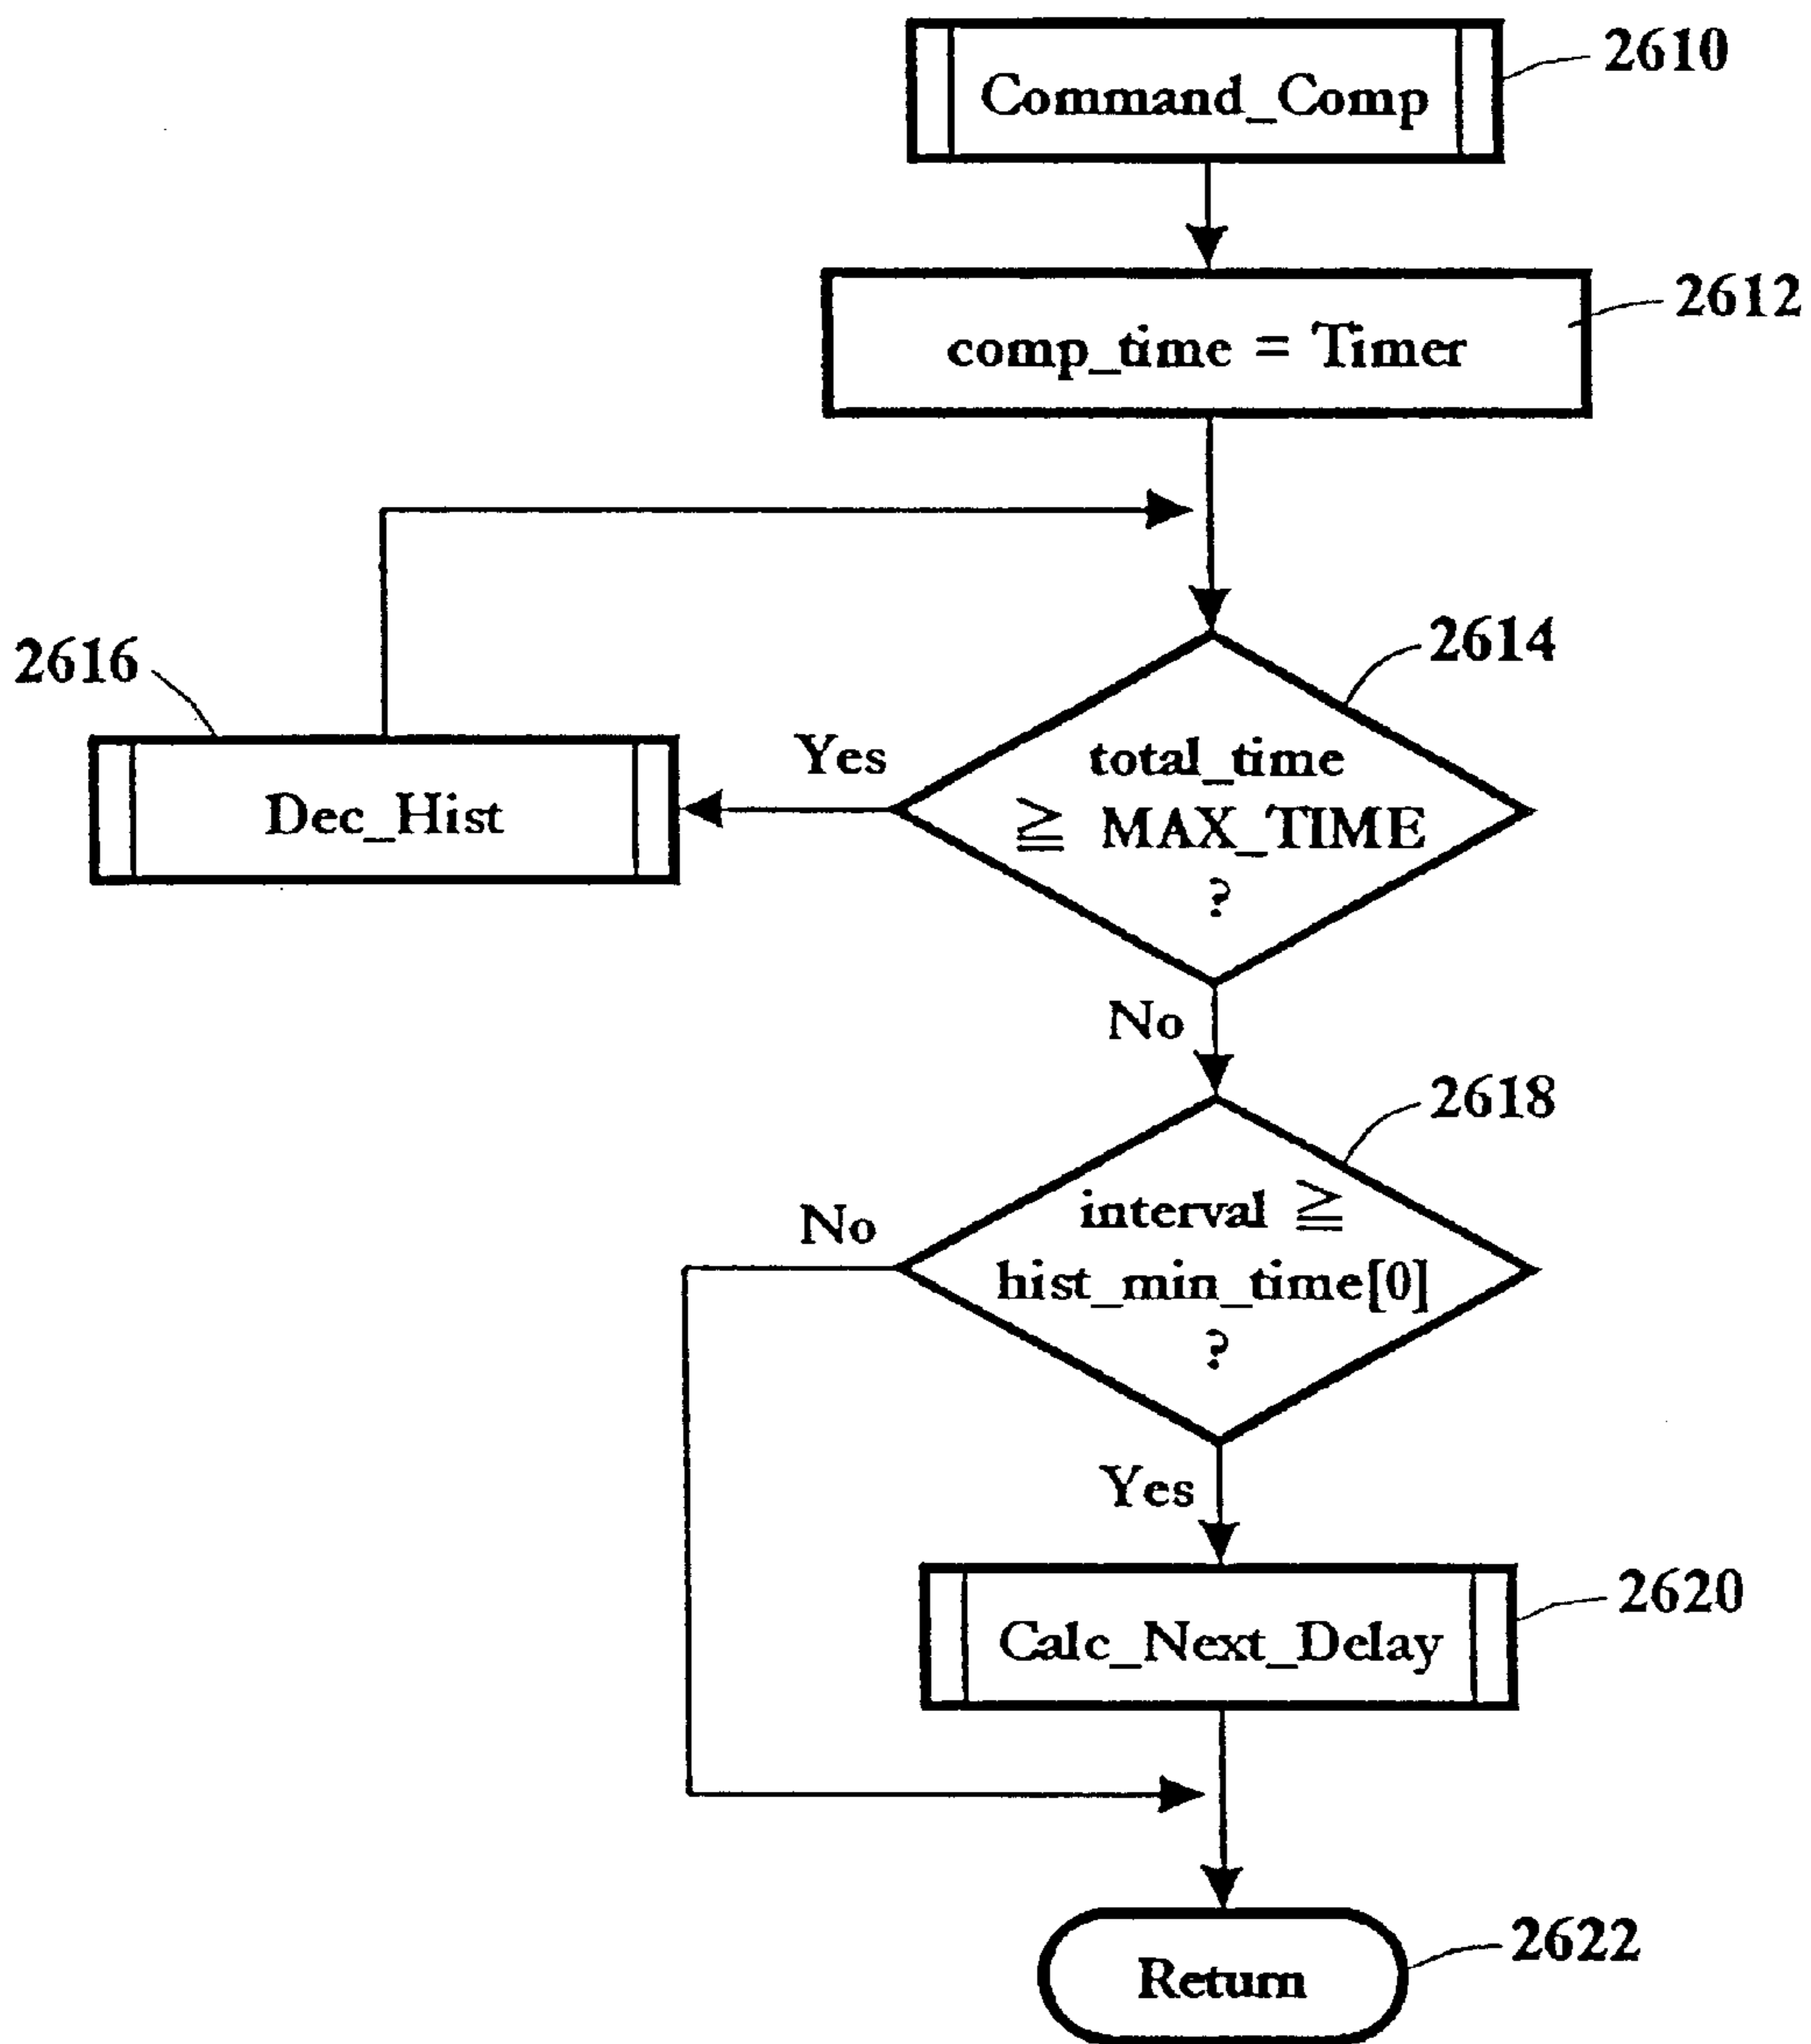 Command_Comp
2610
comp_time = Timer
2612
2614
2616
total_time
≧ MAX_TIME
?
Yes
Dec_Hist
No
2618
interval ≧
hist_min_time[0]
?
No
Yes
2620
Calc_Next_Delay
2622
Return